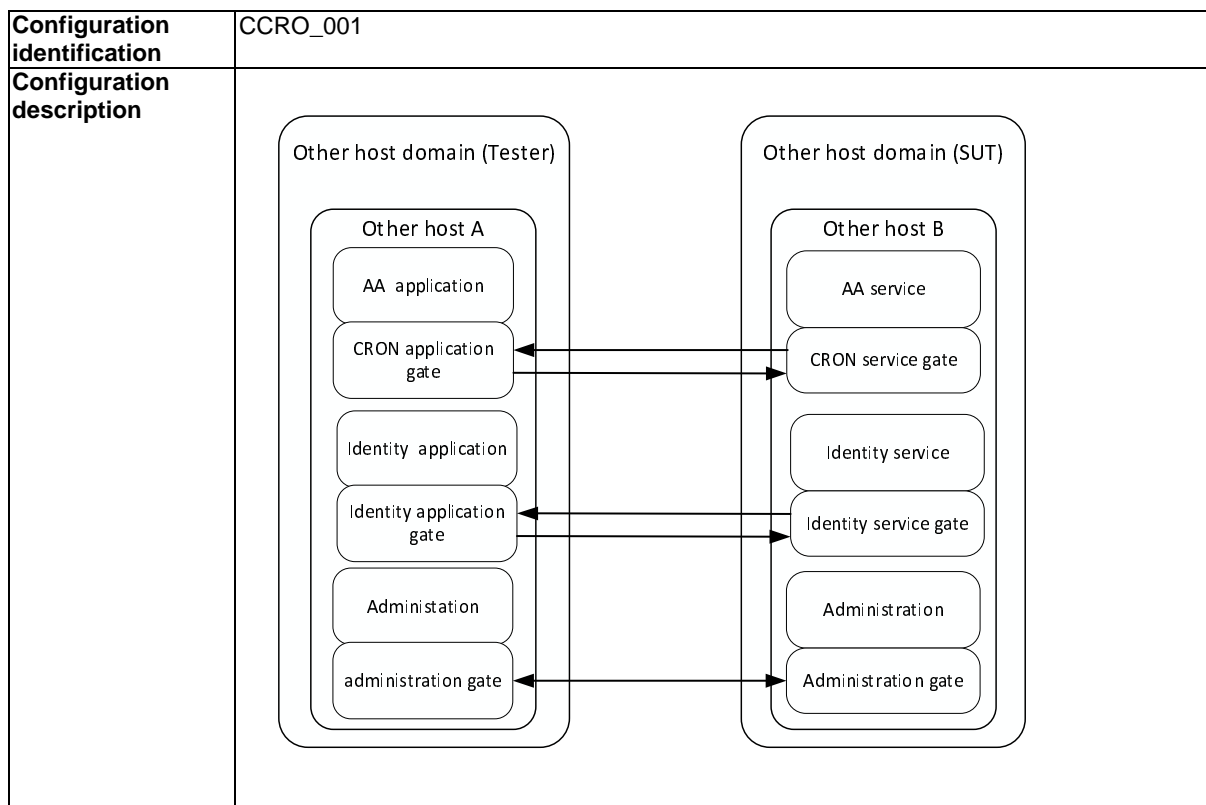 Configuration
identification
CCRO_001
Configuration
description
Other host domain (Tester)
Other host A
AA application
CRON application
gate
Identity application
Identity application
gate
Administation
administration gate
Other host domain (SUT)
Other host B
AA service
CRON service gate
Identity service
Identity service gate
Administration
Administration gate